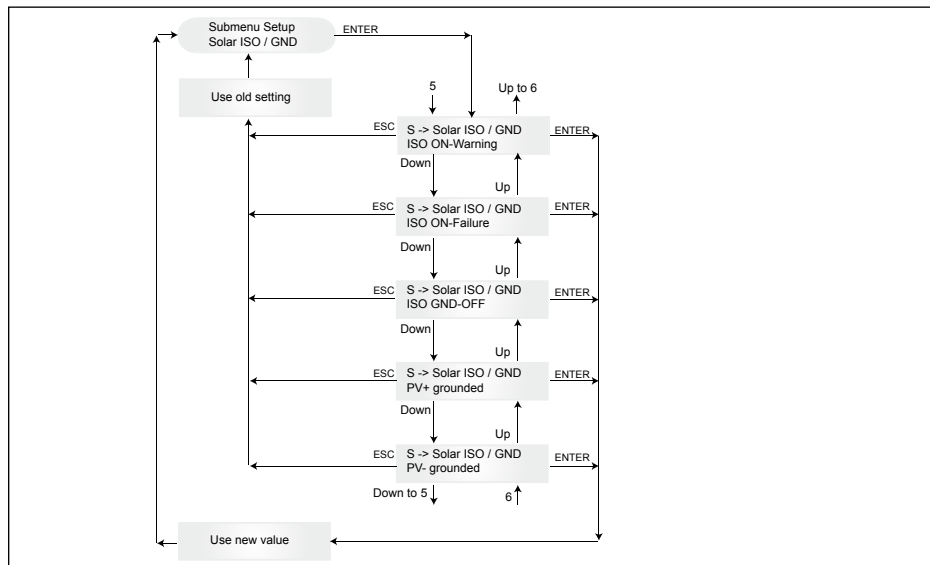 Submenu Setup
Solar ISO / GND
ENTER
Use old setting
5
Up to 6
ESC
S -> Solar ISO / GND
ISO ON-Warning
ENTER
Down
Up
ESC
S -> Solar ISO / GND
ISO ON-Failure
ENTER
Down
Up
ESC
S -> Solar ISO / GND
ISO GND-OFF
ENTER
Down
Up
ESC
S -> Solar ISO / GND
PV+ grounded
ENTER
Down
Up
ESC
S -> Solar ISO / GND
PV- grounded
ENTER
Down to 5
6
Use new value